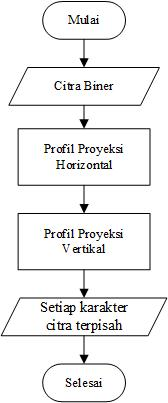 Mulai
Citra Biner
Profil Proyeksi
Horizontal
Profil Proyeksi
Vertikal
Setiap karakter
citra terpisah
Selesai